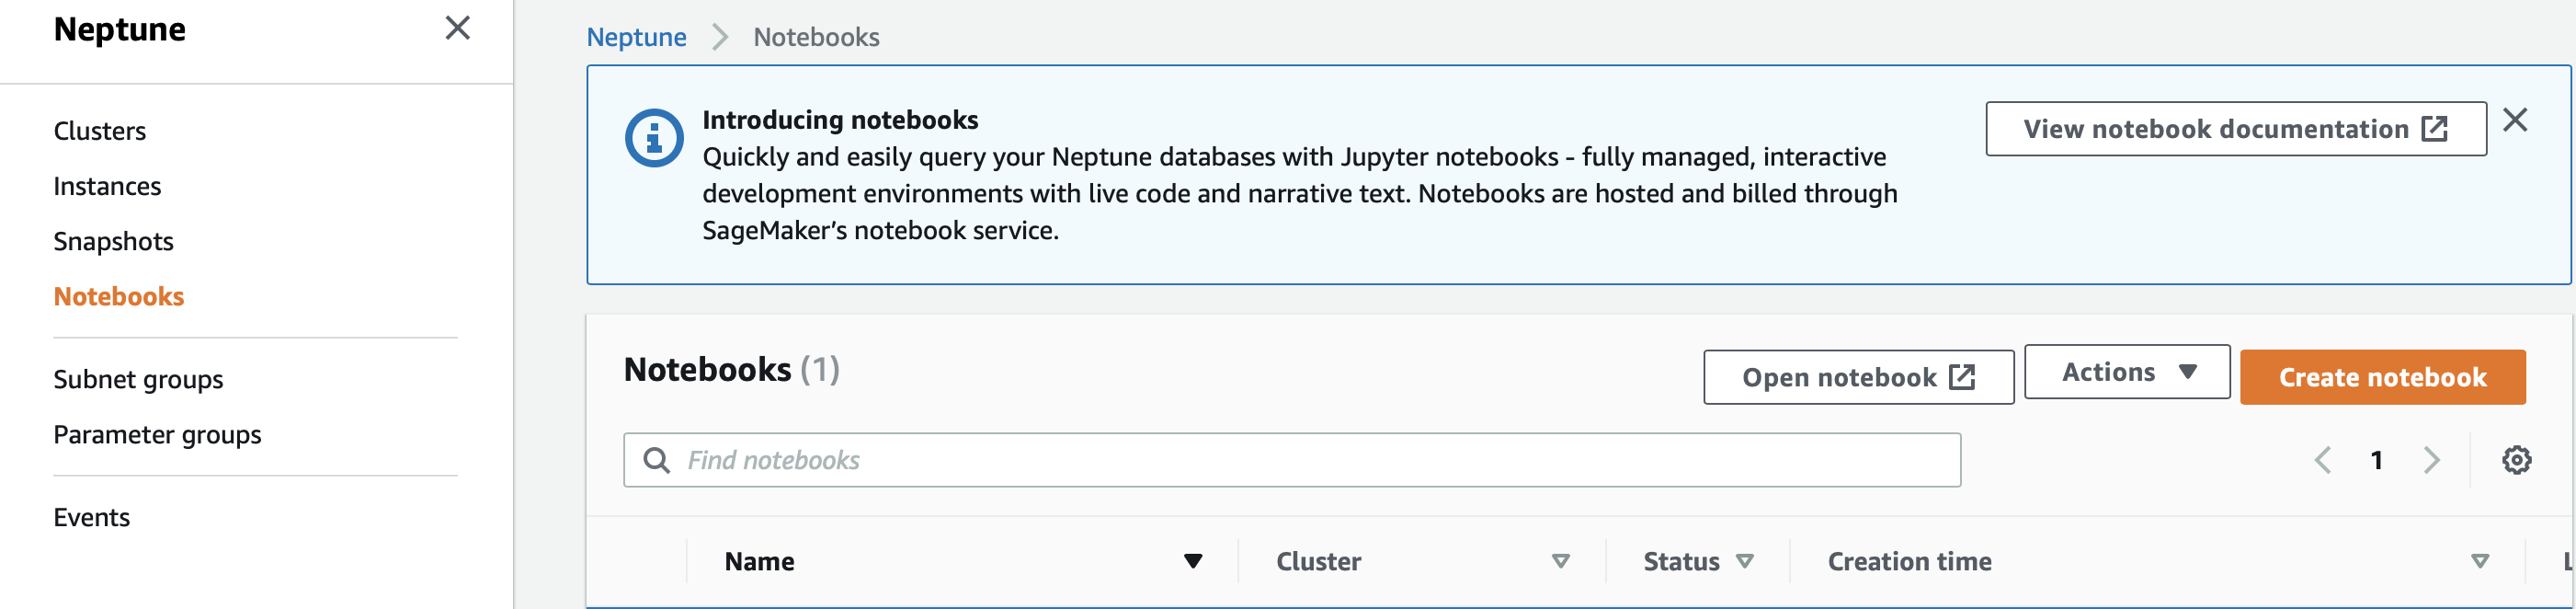 Neptune
Clusters
Instances
Snapshots
Notebooks
Subnet groups
Parameter groups
Events
Neptune > Notebooks
Introducing notebooks
Quickly and easily query your Neptune databases with Jupyter notebooks - fully managed, interactive
development environments with live code and narrative text. Notebooks are hosted and billed through
SageMaker’s notebook service.
View notebook documentation
Notebooks (1)
Open notebook
Actions
Create notebook
Find notebooks
1
Name Cluster Status Creation time